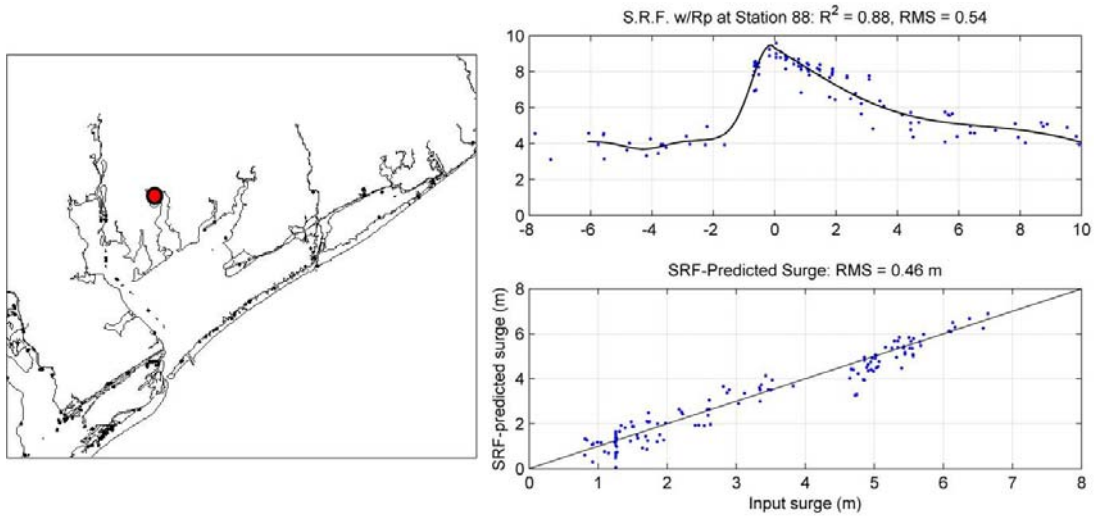 S.R.F. w/Rp at Station 88: R² = 0.88, RMS = 0.54
10
8
6
4
2
0
-8 -6 -4 -2 0 2 4 6 8 10
SRF-Predicted Surge: RMS = 0.46 m
SRF-predicted surge (m)
8
6
4
2
0
0 1 2 3 4 5 6 7 8
Input surge (m)